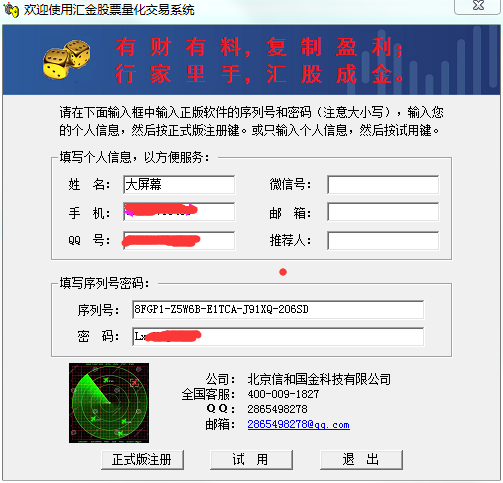 欢迎使用汇金股票量化交易系统
有财有料，复制盈利；
行家里手，汇股成金。
请在下面输入框中输入正版软件的序列号和密码（注意大小写），输入您
的个人信息，然后按正式版注册键。或只输入个人信息，然后按试用键。
填写个人信息，以方便服务：
姓 名： 大屏幕 微信号：
手 机： 邮 箱：
QQ 号： 推荐人：
填写序列号密码：
序列号： 8FGP1-Z5W6B-E1TCA-J91XQ-206SD
密 码： Lx
公司： 北京信和国金科技有限公司
全国客服： 400-009-1827
QQ： 2865498278
邮箱： 2865498278@qq.com
正式版注册 试 用 退 出